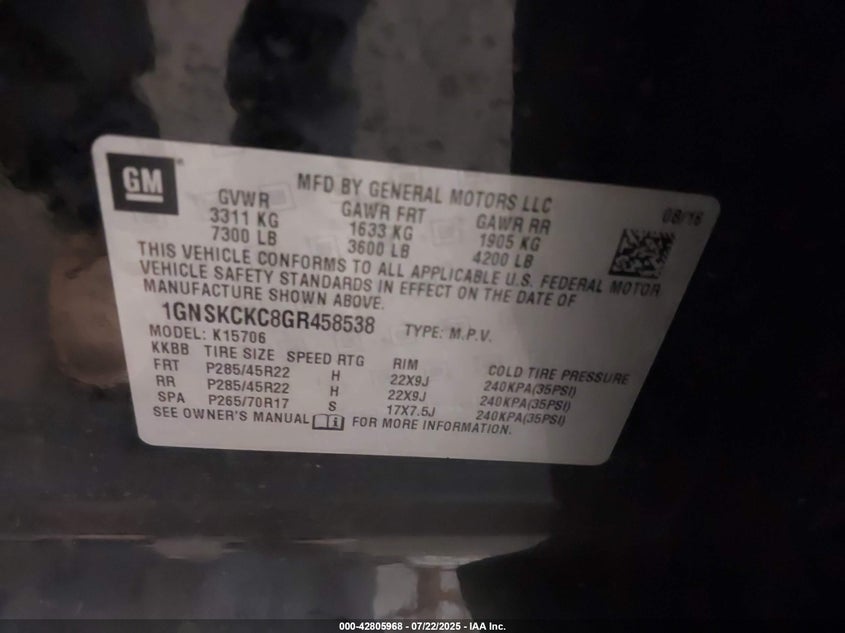 GM
MFD BY GENERAL MOTORS LLC
08/16
GVWR GAWR FRT GAWR RR
3311 KG 1633 KG 1905 KG
7300 LB 3600 LB 4200 LB
THIS VEHICLE CONFORMS TO ALL APPLICABLE U.S. FEDERAL MOTOR
VEHICLE SAFETY STANDARDS IN EFFECT ON THE DATE OF
MANUFACTURE SHOWN ABOVE.
1GNSKCKC8GR458538 TYPE: M.P.V.
MODEL: K15706
KKBB TIRE SIZE SPEED RTG RIM COLD TIRE PRESSURE
FRT P285/45R22 H 22X9J 240KPA(35PSI)
RR P285/45R22 H 22X9J 240KPA(35PSI)
SPA P265/70R17 S 17X7.5J 240KPA(35PSI)
SEE OWNER'S MANUAL FOR MORE INFORMATION.
000-42805968 - 07/22/2025 - IAA Inc.